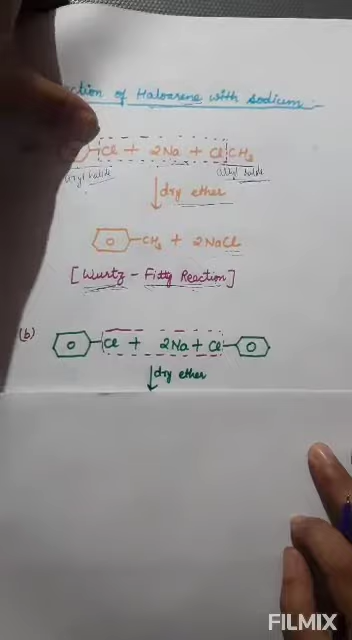 ction of Haloarene with sodium :-
Cl + 2Na + Cl CH₃
aryl halide alkyl halide
dry ether
CH₃ + 2NaCl
[Wurtz - Fittg Reaction]
(b) Cl + 2Na + Cl
dry ether
FILMIX